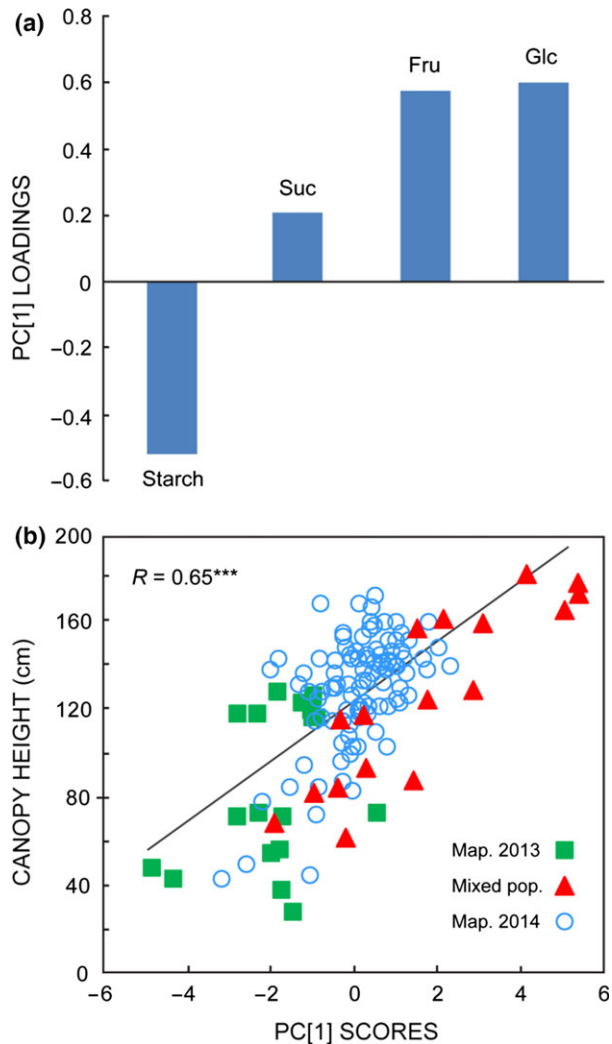 (a)
0.8
0.6
0.4
0.2
0
−0.2
−0.4
−0.6
PC[1] LOADINGS
Starch
Suc
Fru
Glc
(b)
200
160
120
80
40
0
CANOPY HEIGHT (cm)
R = 0.65***
Map. 2013
Mixed pop.
Map. 2014
−6 −4 −2 0 2 4 6
PC[1] SCORES